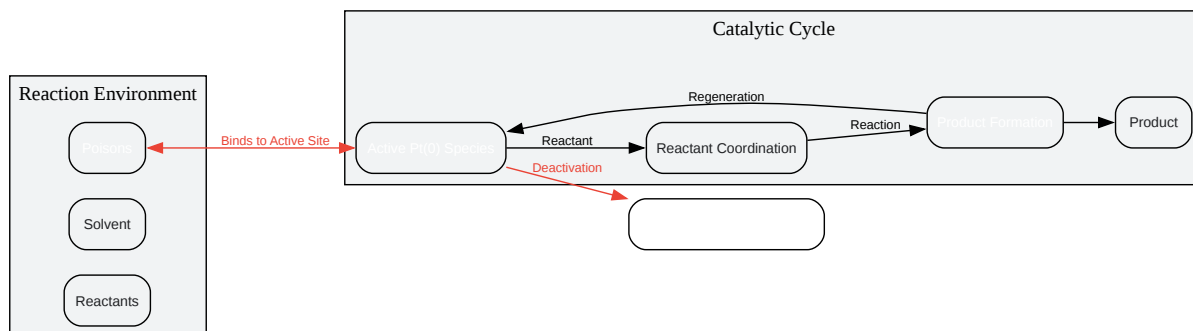 Catalytic Cycle
Reaction Environment
Regeneration
Poisons
Binds to Active Site
Active Pt(0) Species
Reactant
Reactant Coordination
Reaction
Product Formation
Product
Deactivation
Solvent
Reactants